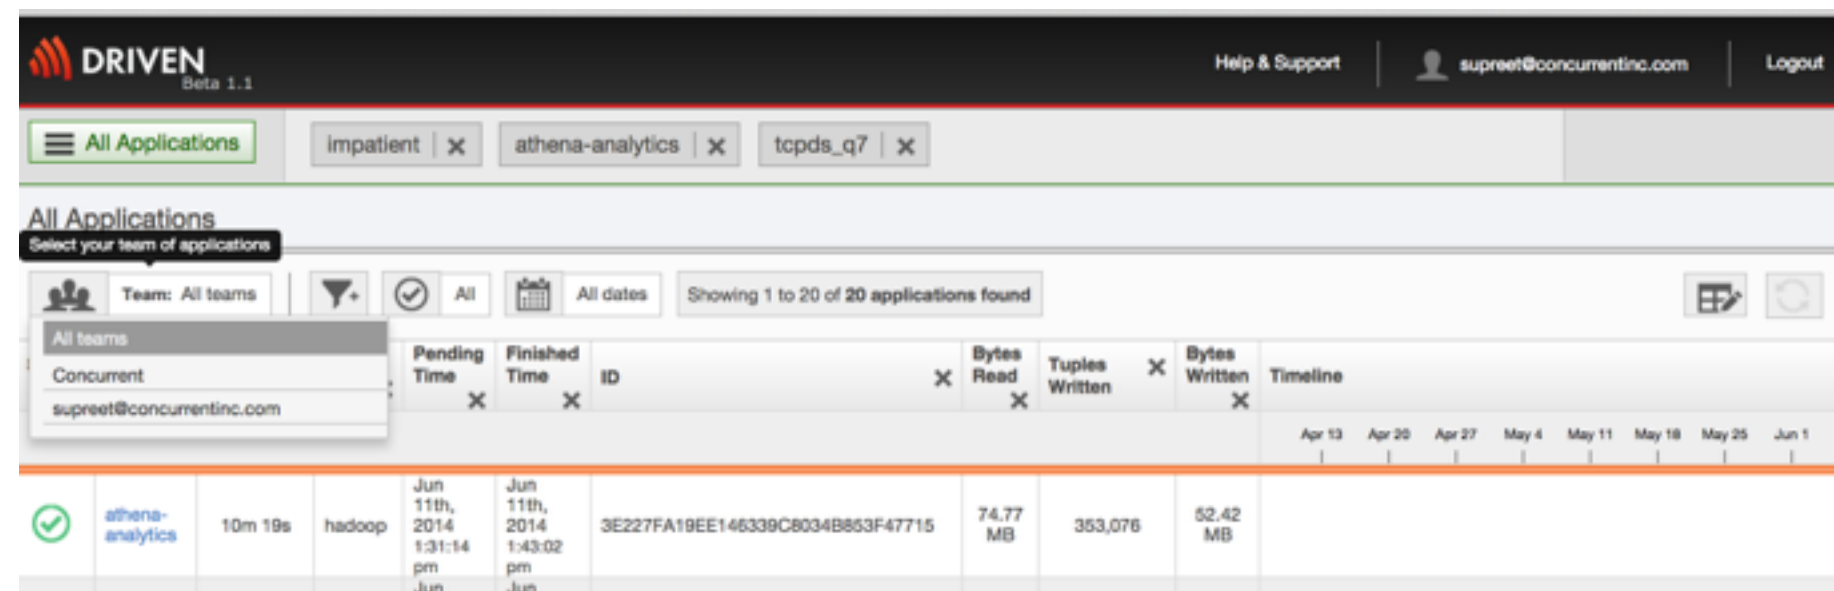 DRIVEN
Beta 1.1
Help & Support
supreet@concurrentinc.com
Logout
All Applications
impatient
athena-analytics
tcpds_q7
All Applications
Select your team of applications
Team: All teams
All
All dates
Showing 1 to 20 of 20 applications found
All teams
Concurrent
supreet@concurrentinc.com
Pending
Time
Finished
Time
ID
Bytes
Read
Tuples
Written
Bytes
Written
Timeline
Apr 13 Apr 20 Apr 27 May 4 May 11 May 18 May 25 Jun 1
athena-
analytics
10m 19s
hadoop
Jun
11th,
2014
1:31:14
pm
Jun
11th,
2014
1:43:02
pm
3E227FA19EE146339C8034B853F47715
74.77
MB
353,076
52.42
MB
Jun
Jun